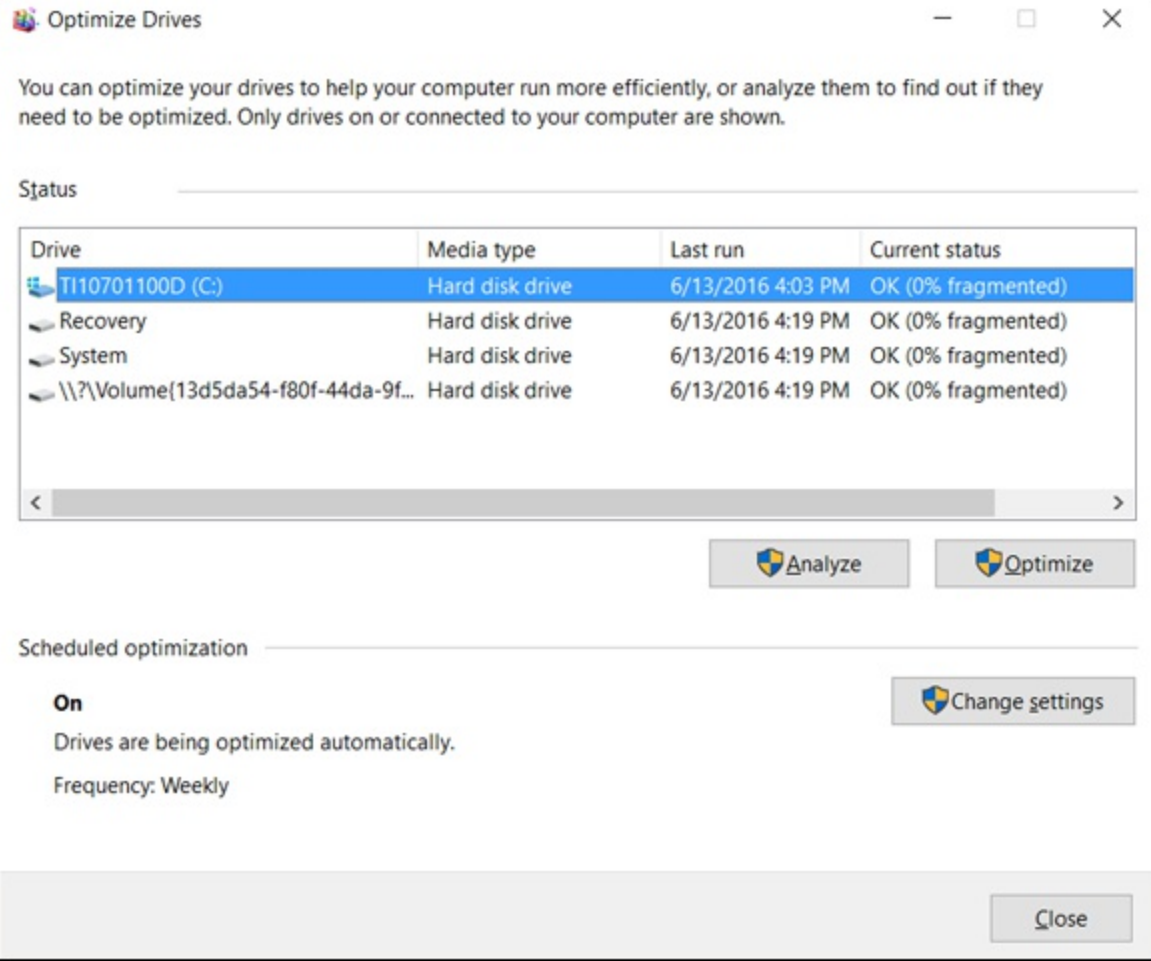 Optimize Drives
You can optimize your drives to help your computer run more efficiently, or analyze them to find out if they
need to be optimized. Only drives on or connected to your computer are shown.
Status
Drive Media type Last run Current status
TI10701100D (C:) Hard disk drive 6/13/2016 4:03 PM OK (0% fragmented)
Recovery Hard disk drive 6/13/2016 4:19 PM OK (0% fragmented)
System Hard disk drive 6/13/2016 4:19 PM OK (0% fragmented)
\\?\Volume{13d5da54-f80f-44da-9f... Hard disk drive 6/13/2016 4:19 PM OK (0% fragmented)
Analyze Optimize
Scheduled optimization
On
Change settings
Drives are being optimized automatically.
Frequency: Weekly
Close